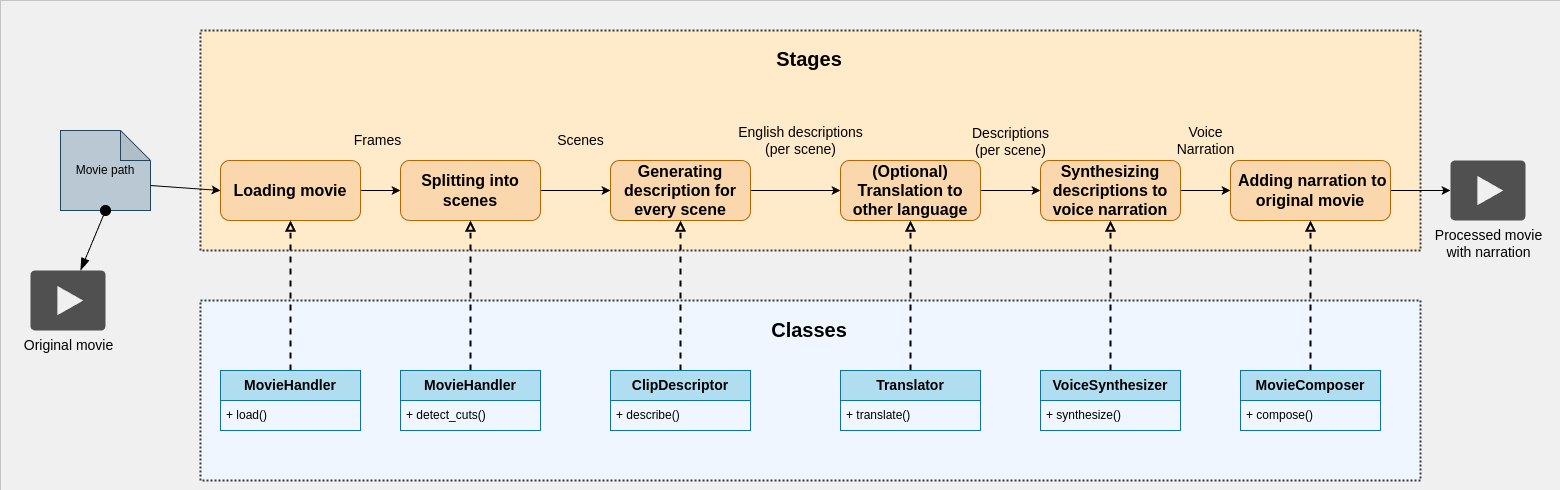 Stages
Frames
Scenes
English descriptions
(per scene)
Descriptions
(per scene)
Voice
Narration
Movie path
Loading movie
Splitting into
scenes
Generating
description for
every scene
(Optional)
Translation to
other language
Synthesizing
descriptions to
voice narration
Adding narration to
original movie
Processed movie
with narration
Original movie
Classes
MovieHandler
+ load()
MovieHandler
+ detect_cuts()
ClipDescriptor
+ describe()
Translator
+ translate()
VoiceSynthesizer
+ synthesize()
MovieComposer
+ compose()